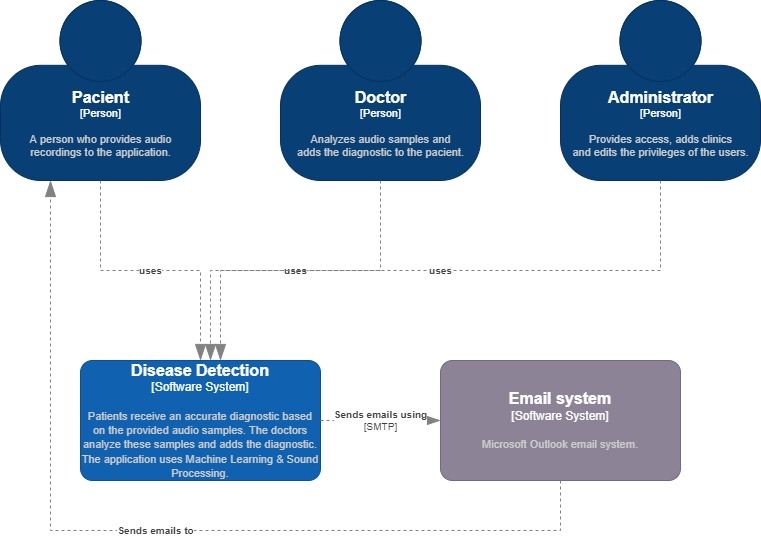 Pacient
[Person]
A person who provides audio
recordings to the application.
Doctor
[Person]
Analyzes audio samples and
adds the diagnostic to the pacient.
Administrator
[Person]
Provides access, adds clinics
and edits the privileges of the users.
uses
uses
uses
Disease Detection
[Software System]
Patients receive an accurate diagnostic based
on the provided audio samples. The doctors
analyze these samples and adds the diagnostic.
The application uses Machine Learning & Sound
Processing.
Sends emails using
[SMTP]
Email system
[Software System]
Microsoft Outlook email system.
Sends emails to